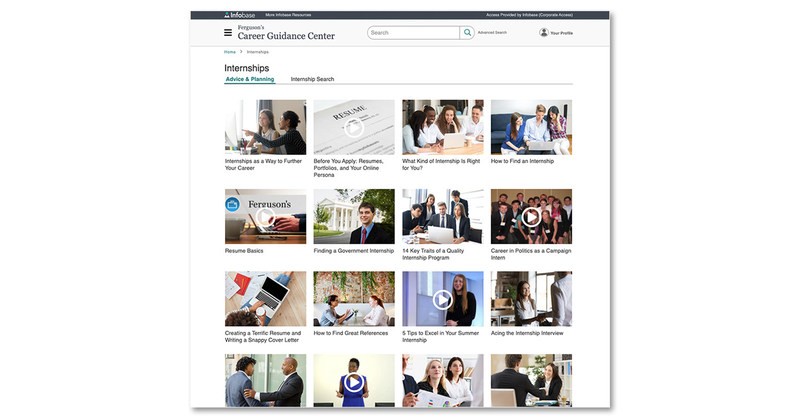 Infobase
More Infobase Resources
Access Provided by Infobase (Corporate Access)
Ferguson's
Career Guidance Center
Search
Advanced Search
Your Profile
Home > Internships
Internships
Advice & Planning
Internship Search
RESUME
Internships as a Way to Further
Your Career
Before You Apply: Resumes,
Portfolios, and Your Online
Persona
What Kind of Internship Is Right
for You?
How to Find an Internship
Ferguson's
Resume Basics
Finding a Government Internship
14 Key Traits of a Quality
Internship Program
Career in Politics as a Campaign
Intern
Creating a Terrific Resume and
Writing a Snappy Cover Letter
How to Find Great References
5 Tips to Excel in Your Summer
Internship
Acing the Internship Interview